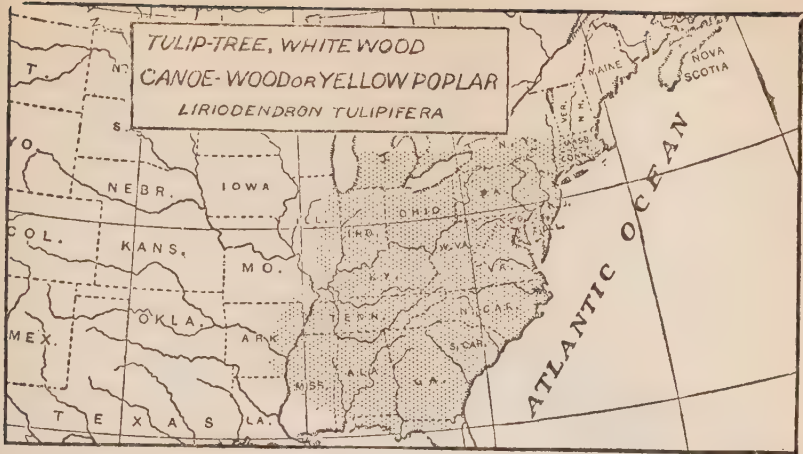 TULIP-TREE, WHITE WOOD
CANOE-WOOD OR YELLOW POPLAR
LIRIODENDRON TULIPIFERA
MAINE
NOVA
SCOTIA
VER.
N.H.
MASS.
CONN.
N.Y.
T.
N.
S.
YO.
NEBR.
IOWA
IND.
OHIO
PA.
COL.
KANS.
MO.
KY.
W.VA.
VA.
OKLA.
ARK.
TENN.
N.CAR.
MEX.
S.CAR.
MISS.
ALA.
GA.
TEXAS
LA.
ATLANTIC OCEAN